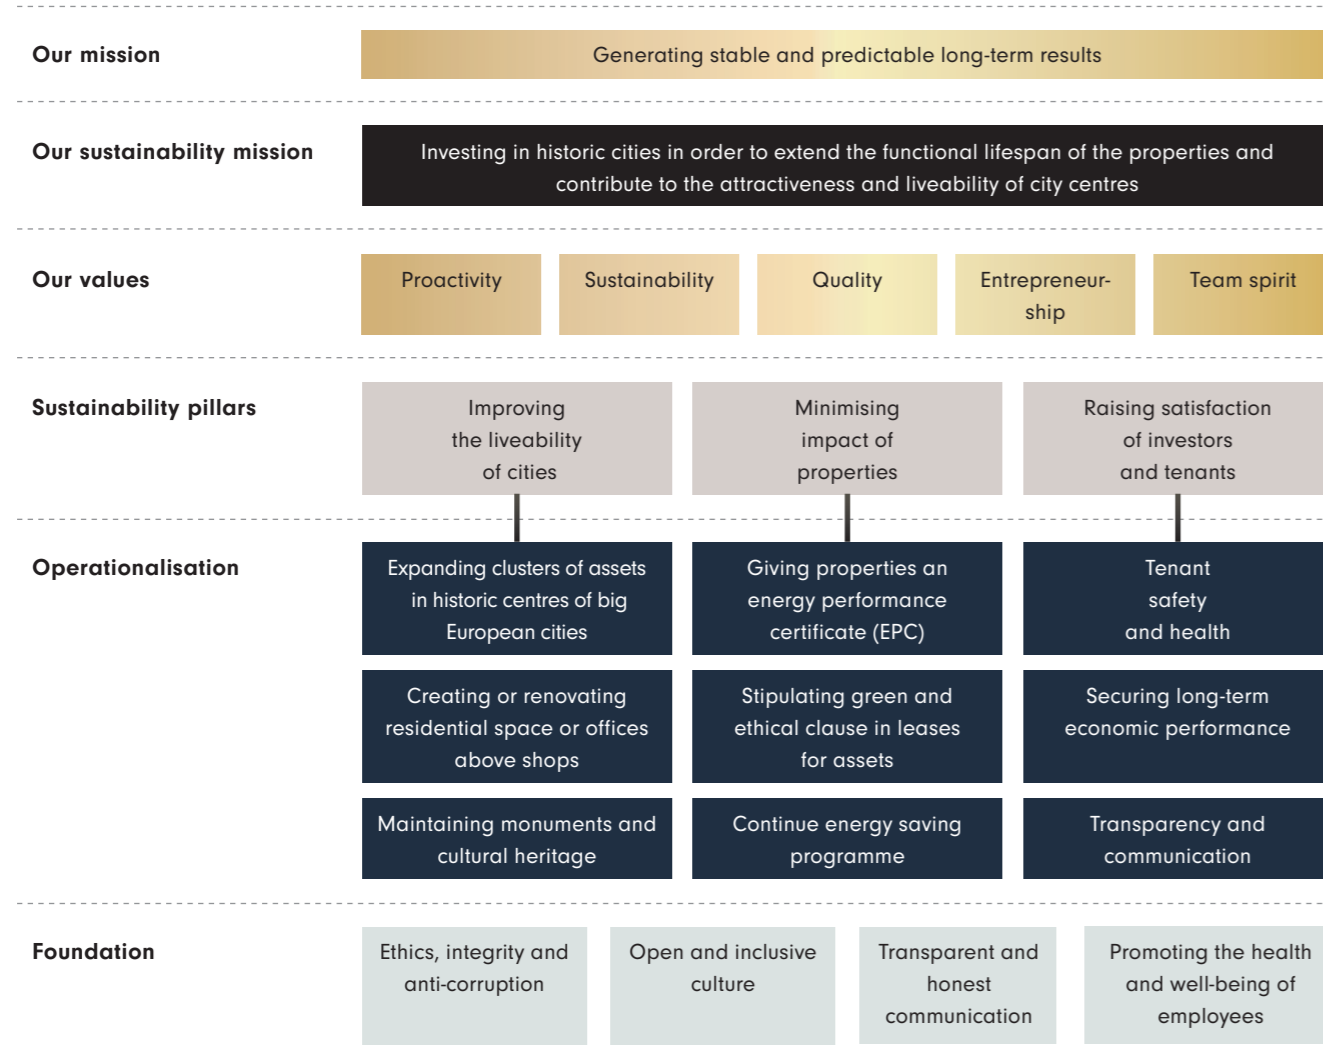 Our mission
Generating stable and predictable long-term results
Our sustainability mission
Investing in historic cities in order to extend the functional lifespan of the properties and
contribute to the attractiveness and liveability of city centres
Our values
Proactivity
Sustainability
Quality
Entrepreneur-
ship
Team spirit
Sustainability pillars
Improving
the liveability
of cities
Minimising
impact of
properties
Raising satisfaction
of investors
and tenants
Operationalisation
Expanding clusters of assets
in historic centres of big
European cities
Giving properties an
energy performance
certificate (EPC)
Tenant
safety
and health
Creating or renovating
residential space or offices
above shops
Stipulating green and
ethical clause in leases
for assets
Securing long-term
economic performance
Maintaining monuments and
cultural heritage
Continue energy saving
programme
Transparency and
communication
Foundation
Ethics, integrity and
anti-corruption
Open and inclusive
culture
Transparent and
honest
communication
Promoting the health
and well-being of
employees